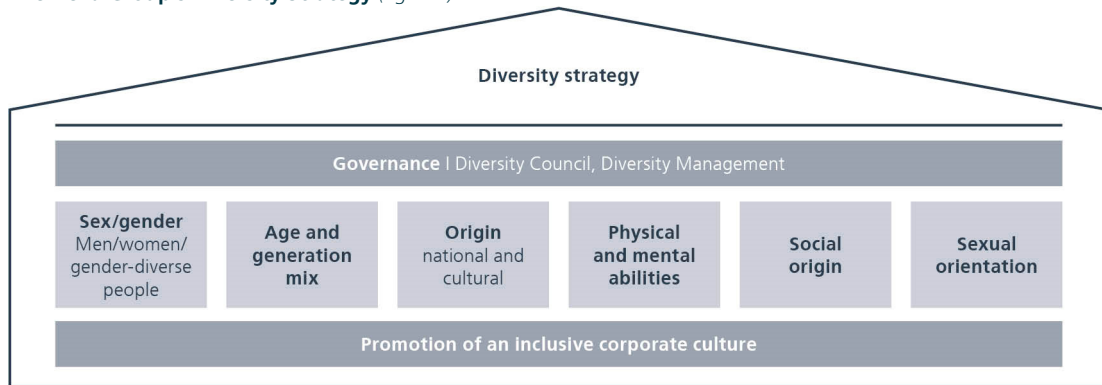 Diversity strategy
Governance I Diversity Council, Diversity Management
Sex/gender
Men/women/
gender-diverse
people
Age and
generation
mix
Origin
national and
cultural
Physical
and mental
abilities
Social
origin
Sexual
orientation
Promotion of an inclusive corporate culture